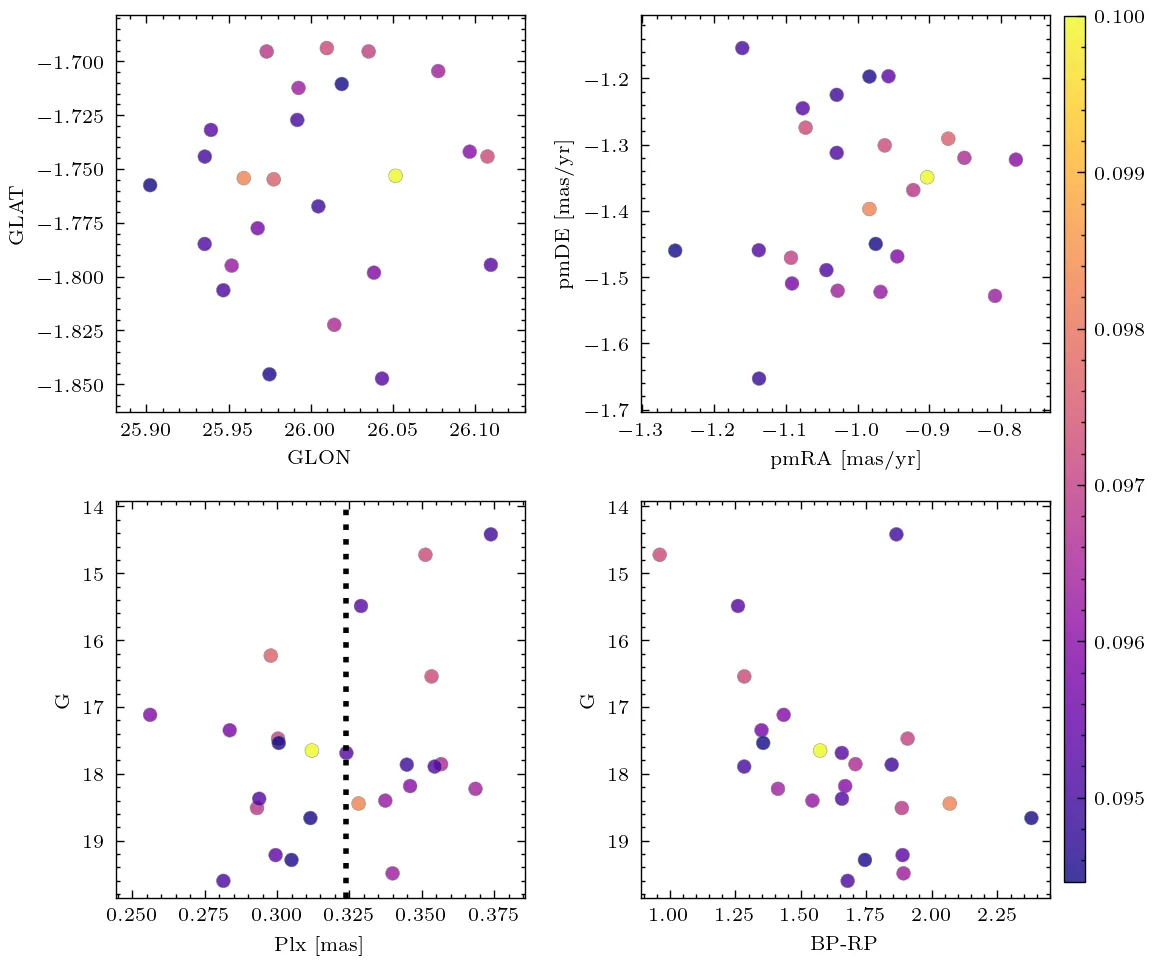 −1.700
−1.725
−1.750
−1.775
−1.800
−1.825
−1.850
GLAT
25.90 25.95 26.00 26.05 26.10
GLON
−1.2
−1.3
−1.4
−1.5
−1.6
−1.7
pmDE [mas/yr]
−1.3 −1.2 −1.1 −1.0 −0.9 −0.8
pmRA [mas/yr]
14
15
16
17
18
19
G
0.250 0.275 0.300 0.325 0.350 0.375
Plx [mas]
14
15
16
17
18
19
G
1.00 1.25 1.50 1.75 2.00 2.25
BP-RP
0.100
0.099
0.098
0.097
0.096
0.095